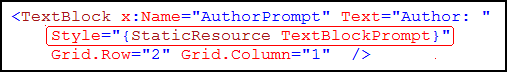 <TextBlock x:Name="AuthorPrompt" Text="Author: "
Style="{StaticResource TextBlockPrompt}"
Grid.Row="2" Grid.Column="1" />